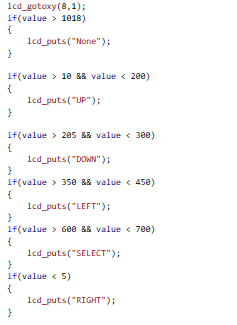 lcd_gotoxy(8,1);
if(value > 1018)
{
lcd_puts("None");
}
if(value > 10 && value < 200)
{
lcd_puts("UP");
}
if(value > 205 && value < 300)
{
lcd_puts("DOWN");
}
if(value > 350 && value < 450)
{
lcd_puts("LEFT");
}
if(value > 600 && value < 700)
{
lcd_puts("SELECT");
}
if(value < 5)
{
lcd_puts("RIGHT");
}